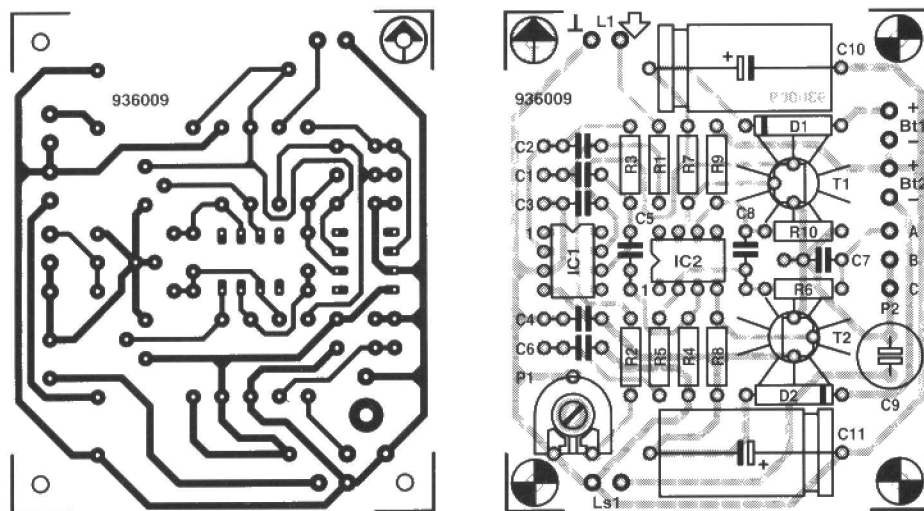 936009
⊥ L1
936009
C10
+
+
Bt1
-
+
Bt2
-
D1
T1
C2
C1
C3
R3
R1
R7
R9
C5
C8
R10
A
B
C
1
IC1
IC2
1
C7
R6
P2
C4
C6
P1
R2
R5
R4
R8
T2
D2
C9
C11
+
Ls1